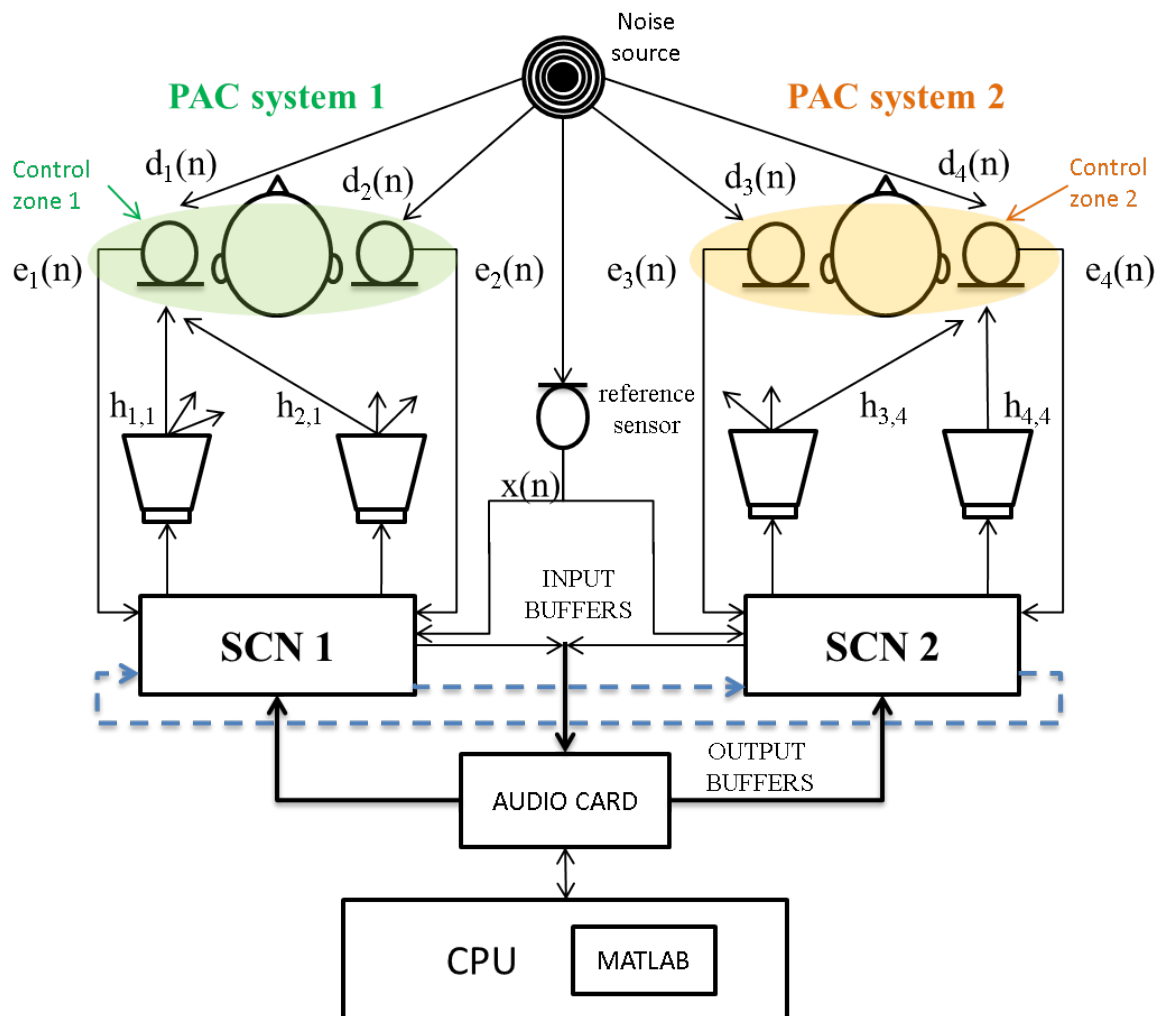 Noise
source
PAC system 1
PAC system 2
Control
zone 1
d1(n)
d2(n)
d3(n)
d4(n)
Control
zone 2
e1(n)
e2(n)
e3(n)
e4(n)
h1,1
h2,1
reference
sensor
h3,4
h4,4
x(n)
INPUT
BUFFERS
SCN 1
SCN 2
OUTPUT
BUFFERS
AUDIO CARD
CPU
MATLAB